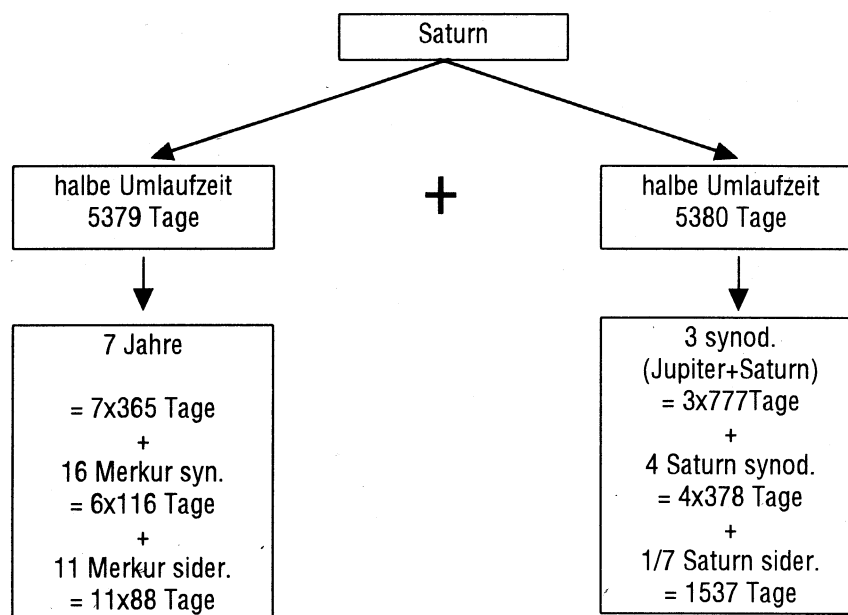 Saturn
halbe Umlaufzeit
5379 Tage
+
halbe Umlaufzeit
5380 Tage
7 Jahre
= 7x365 Tage
+
16 Merkur syn.
= 6x116 Tage
+
11 Merkur sider.
= 11x88 Tage
3 synod.
(Jupiter+Saturn)
= 3x777Tage
+
4 Saturn synod.
= 4x378 Tage
+
1/7 Saturn sider.
= 1537 Tage